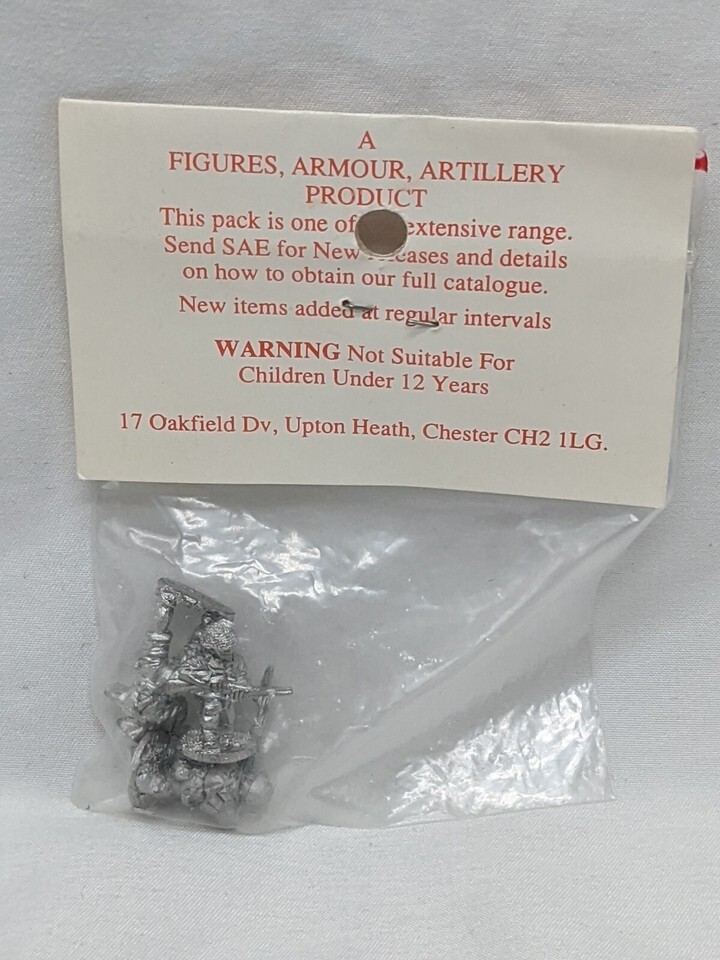 A
FIGURES, ARMOUR, ARTILLERY
PRODUCT
This pack is one of extensive range.
Send SAE for New and details
on how to obtain our full catalogue.
New items added at regular intervals
WARNING Not Suitable For
Children Under 12 Years
17 Oakfield Dv, Upton Heath, Chester CH2 1LG.